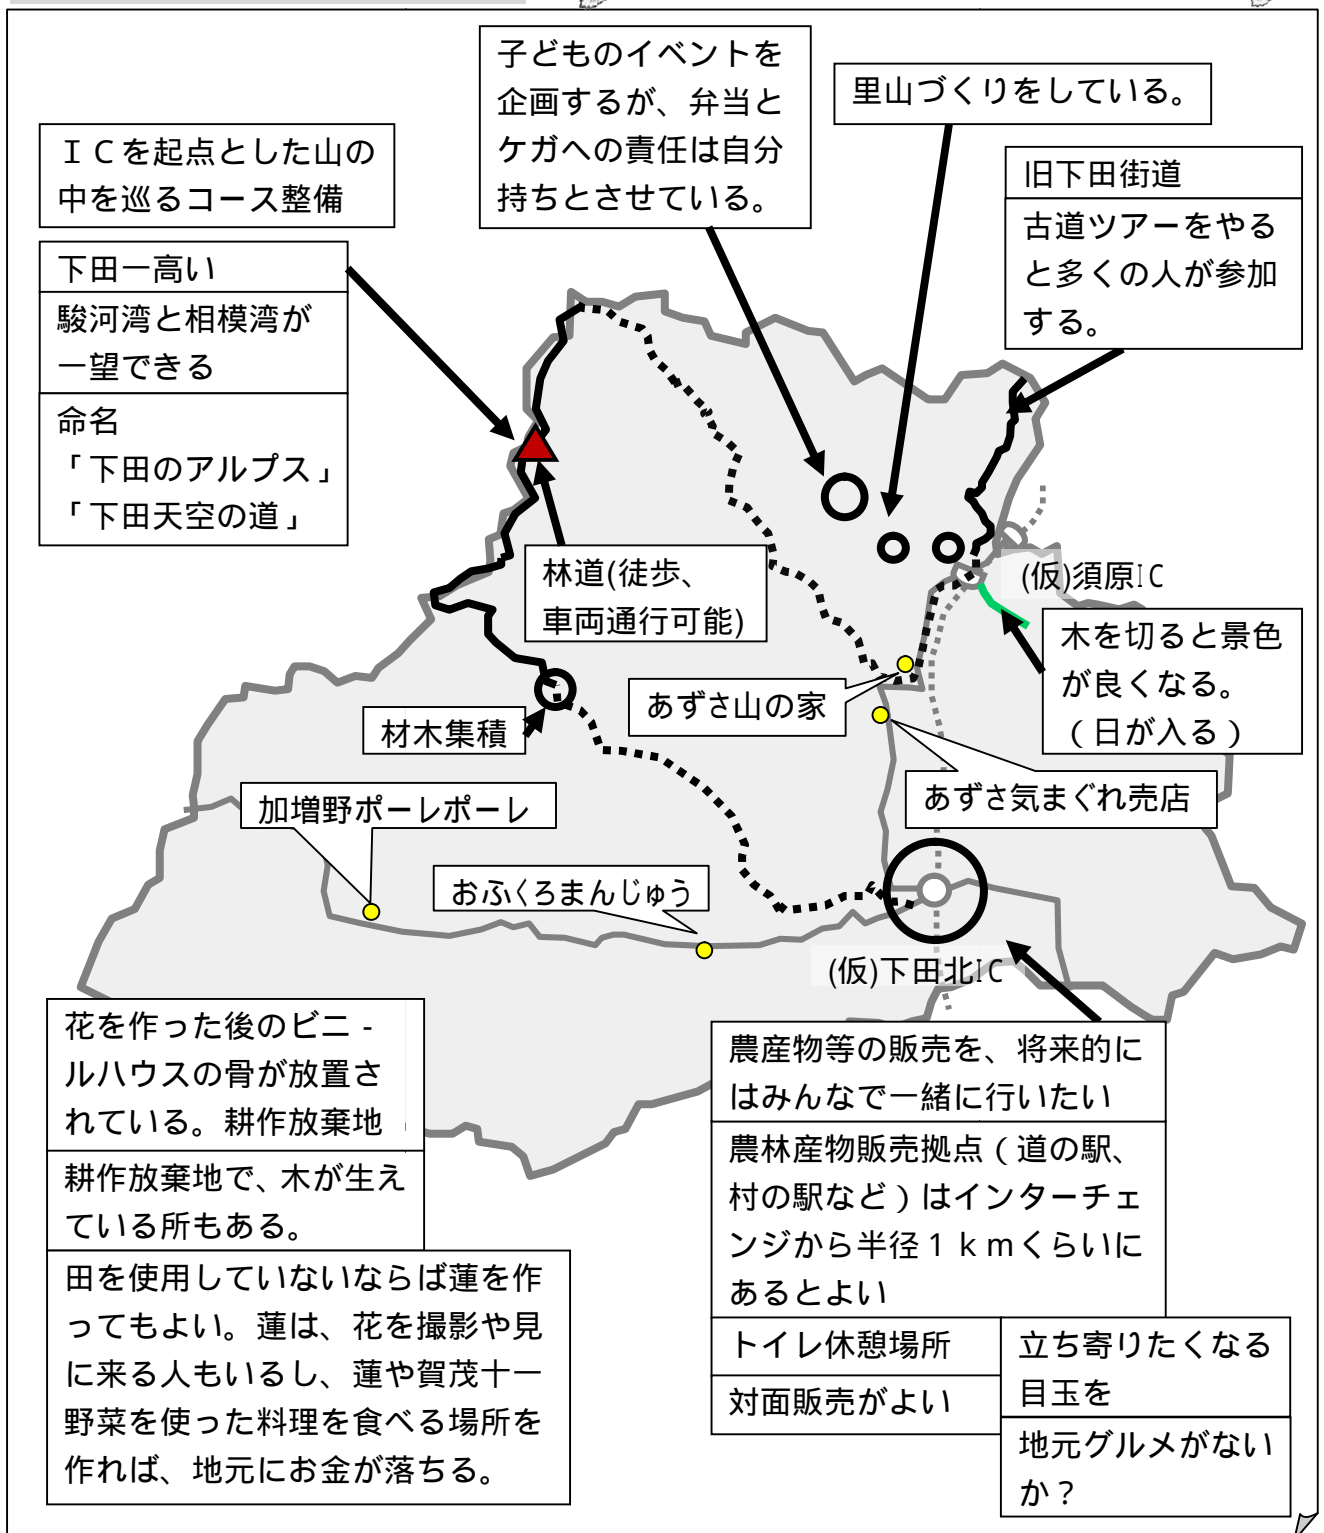 子どものイベントを
企画するが、弁当と
ケガへの責任は自分
持ちとさせている。
里山づくりをしている。
ＩＣを起点とした山の
中を巡るコース整備
旧下田街道
古道ツアーをやる
と多くの人が参加
する。
下田一高い
駿河湾と相模湾が
一望できる
命名
「下田のアルプス」
「下田天空の道」
林道(徒歩、
車両通行可能)
(仮)須原IC
木を切ると景色
が良くなる。
（日が入る）
あずさ山の家
材木集積
あずさ気まぐれ売店
加増野ポーレポーレ
おふくろまんじゅう
(仮)下田北IC
花を作った後のビニ‐
ルハウスの骨が放置さ
れている。耕作放棄地
耕作放棄地で、木が生え
ている所もある。
田を使用していないならば蓮を作
ってもよい。蓮は、花を撮影や見
に来る人もいるし、蓮や賀茂十一
野菜を使った料理を食べる場所を
作れば、地元にお金が落ちる。
農産物等の販売を、将来的に
はみんなで一緒に行いたい
農林産物販売拠点（道の駅、
村の駅など）はインターチェ
ンジから半径１ｋｍくらいに
あるとよい
トイレ休憩場所
対面販売がよい
立ち寄りたくなる
目玉を
地元グルメがない
か？